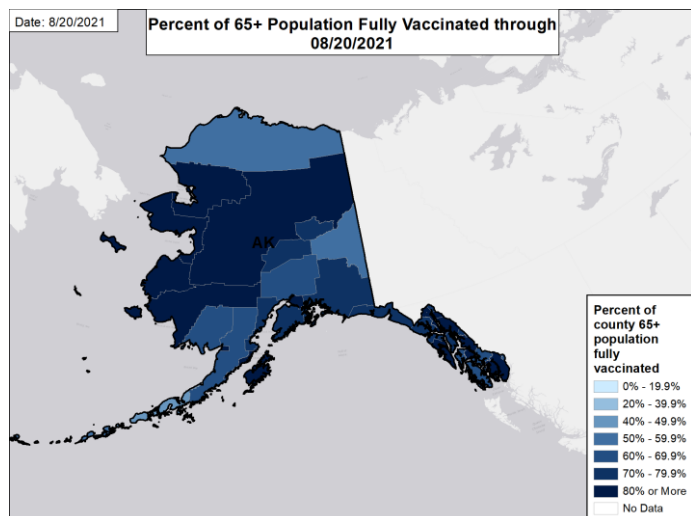 Date: 8/20/2021
Percent of 65+ Population Fully Vaccinated through
08/20/2021
AK
Percent of
county 65+
population
fully
vaccinated
0% - 19.9%
20% - 39.9%
40% - 49.9%
50% - 59.9%
60% - 69.9%
70% - 79.9%
80% or More
No Data